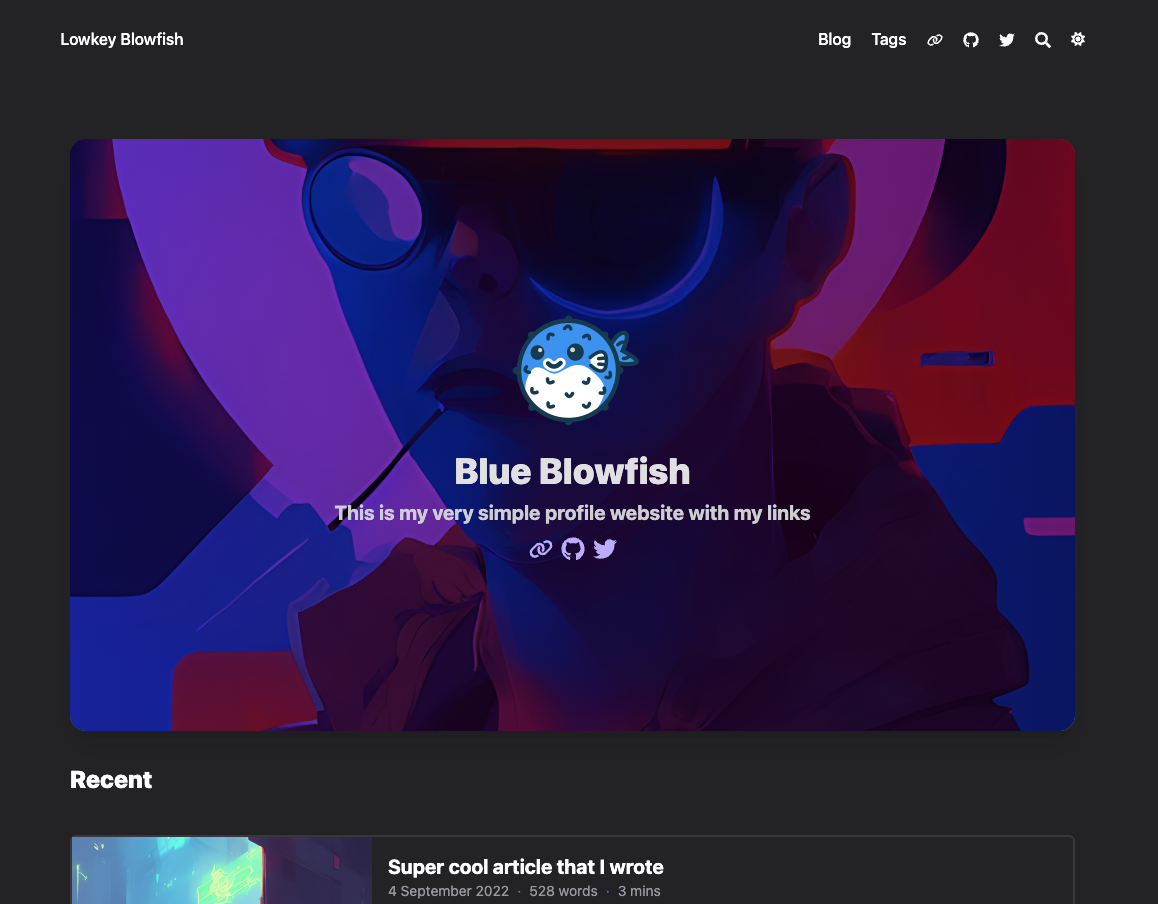 Lowkey Blowfish
Blog Tags
Blue Blowfish
This is my very simple profile website with my links
Recent
Super cool article that I wrote
4 September 2022 · 528 words · 3 mins